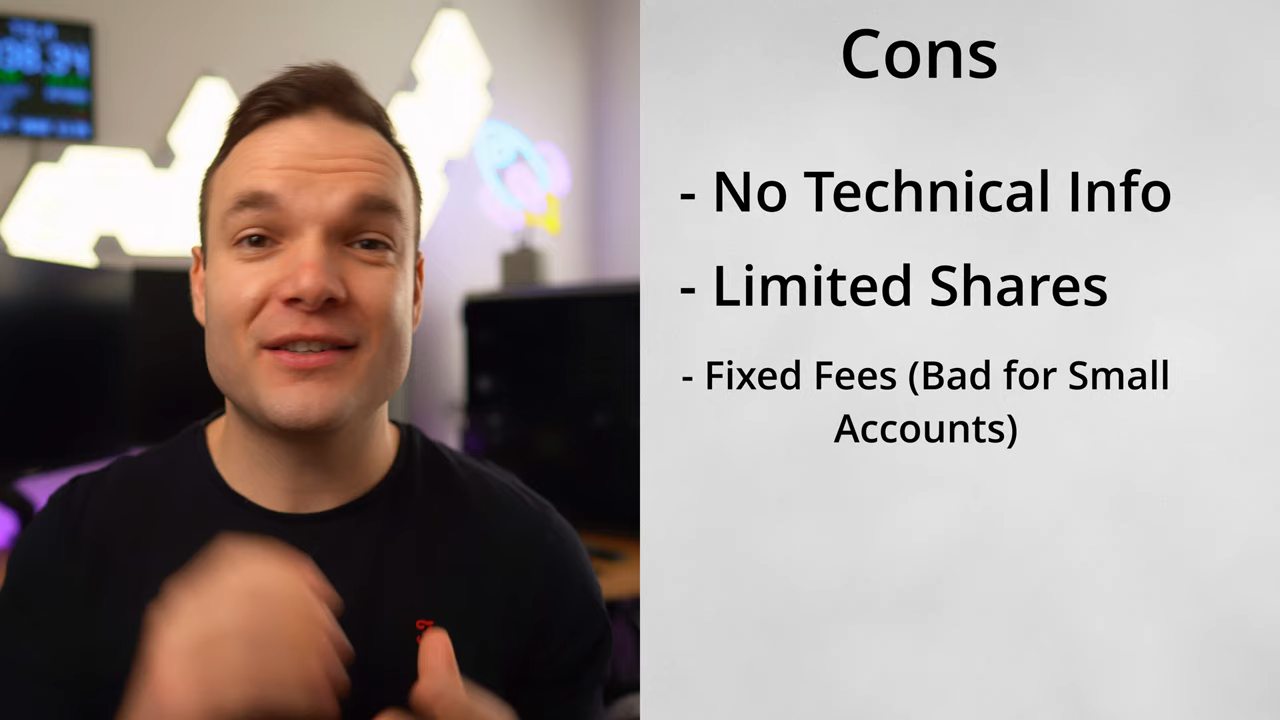 Cons
- No Technical Info
- Limited Shares
- Fixed Fees (Bad for Small
Accounts)